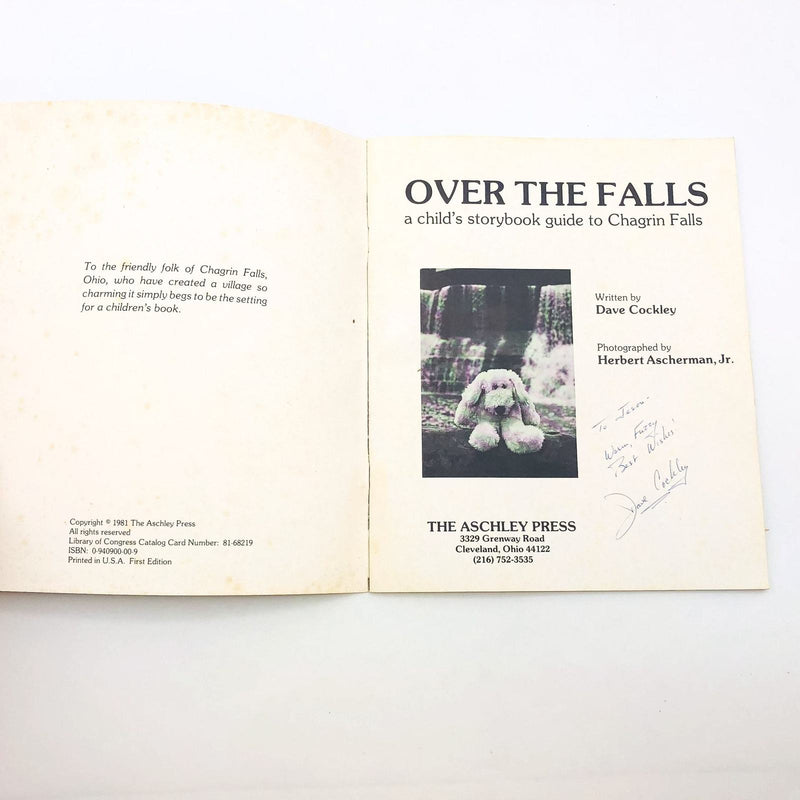 To the friendly folk of Chagrin Falls,
Ohio, who have created a village so
charming it simply begs to be the setting
for a children's book.
Copyright © 1981 The Aschley Press
All rights reserved
Library of Congress Catalog Card Number: 81-68219
ISBN: 0-940900-00-9
Printed in U.S.A. First Edition
OVER THE FALLS
a child's storybook guide to Chagrin Falls
Written by
Dave Cockley
Photographed by
Herbert Ascherman, Jr.
To Jason-
Warm, Fuzzy
Best Wishes!
Dave Cockley
THE ASCHLEY PRESS
3329 Grenway Road
Cleveland, Ohio 44122
(216) 752-3535